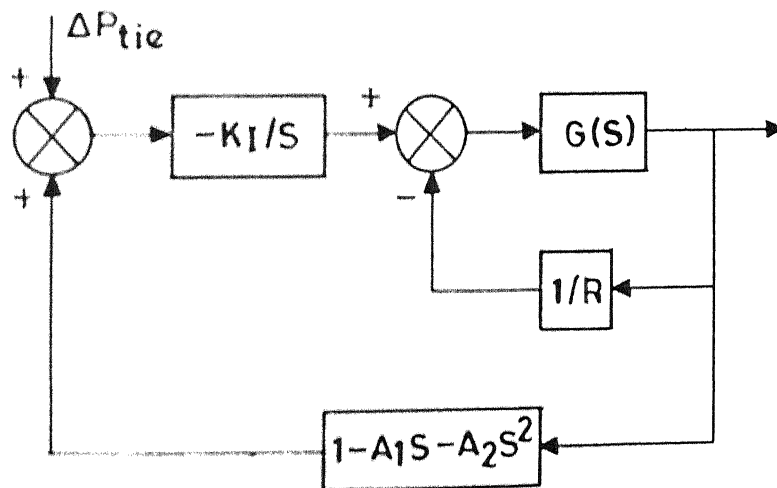 ΔPtie
+
+
-KI/S
+
-
G(S)
1/R
1-A1S-A2S²